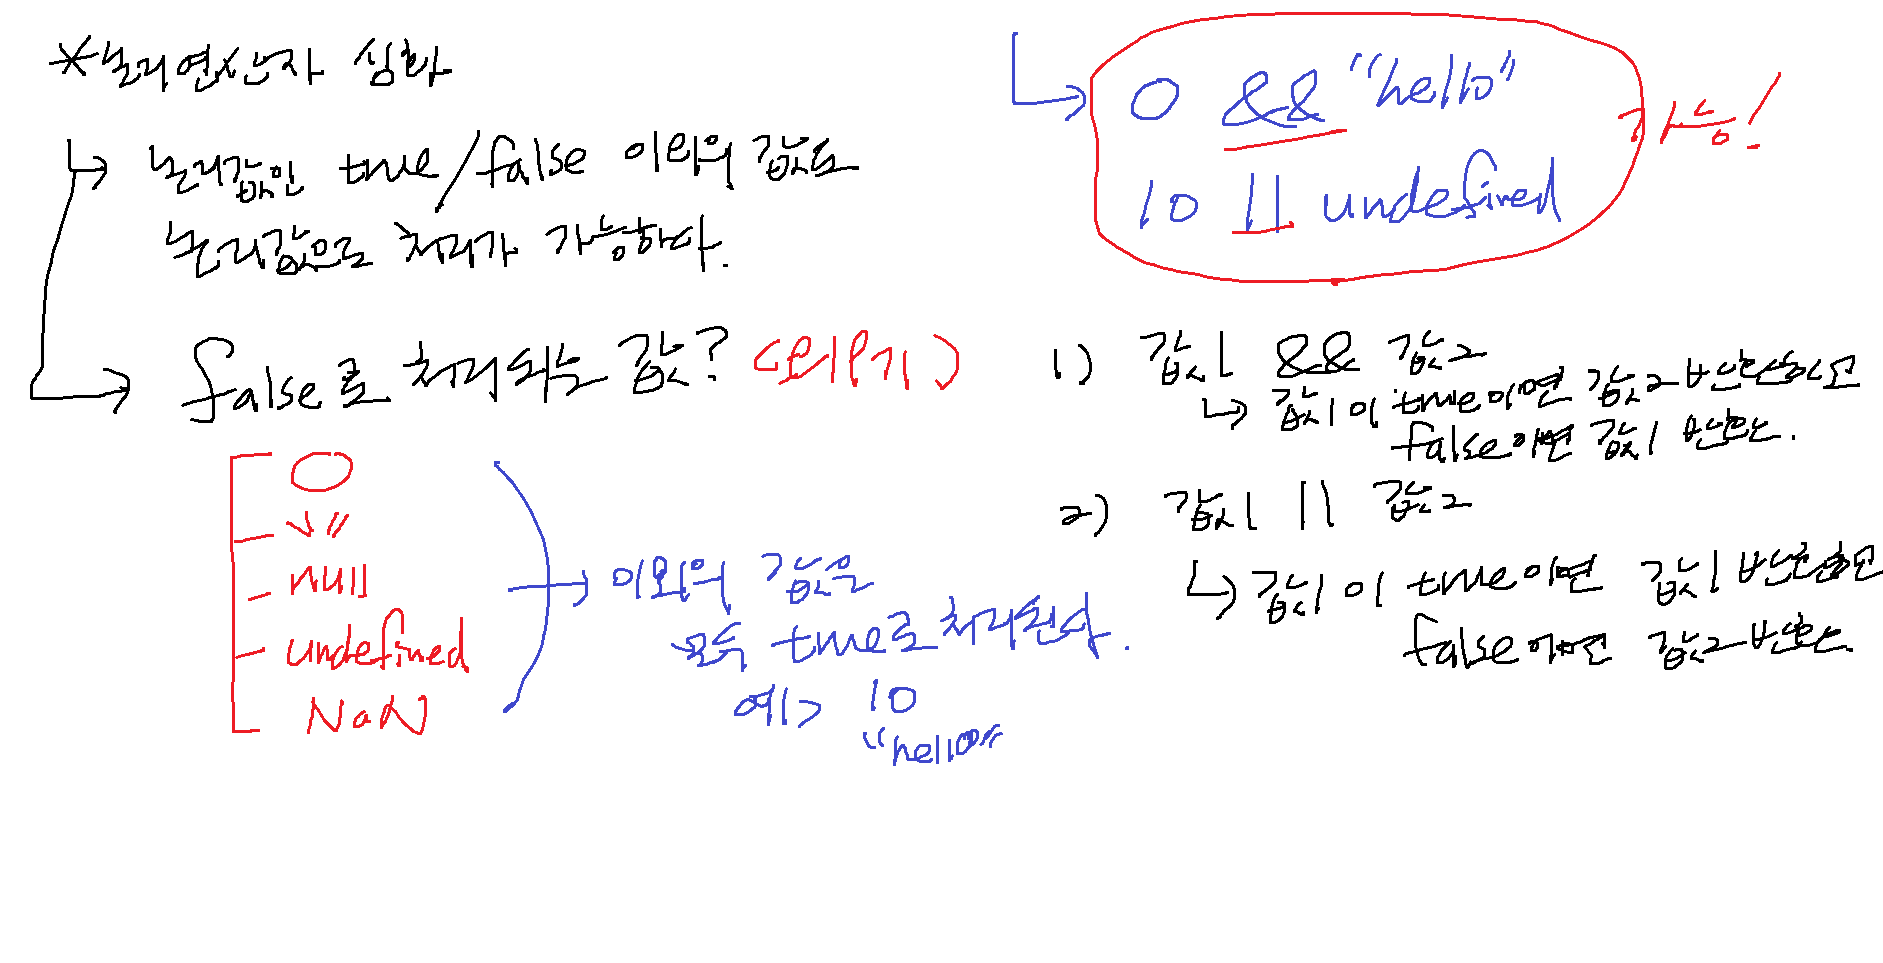 *논리연산자 심화
↳ 논리값인 true/false 이외의 값도
논리값으로 처리가 가능하다.
↳ false로 처리되는 값? <외우기>
0
""
null
undefined
NaN
→ 이외의 값은
모두 true로 처리된다.
예> 10
"hello"
↳ 0 && "hello"
10 || undefined
가능!
1) 값1 && 값2
↳ 값1이 true이면 값2 반환하고
false이면 값1 반환.
2) 값1 || 값2
↳ 값1이 true이면 값1 반환하고
false이면 값2 반환.